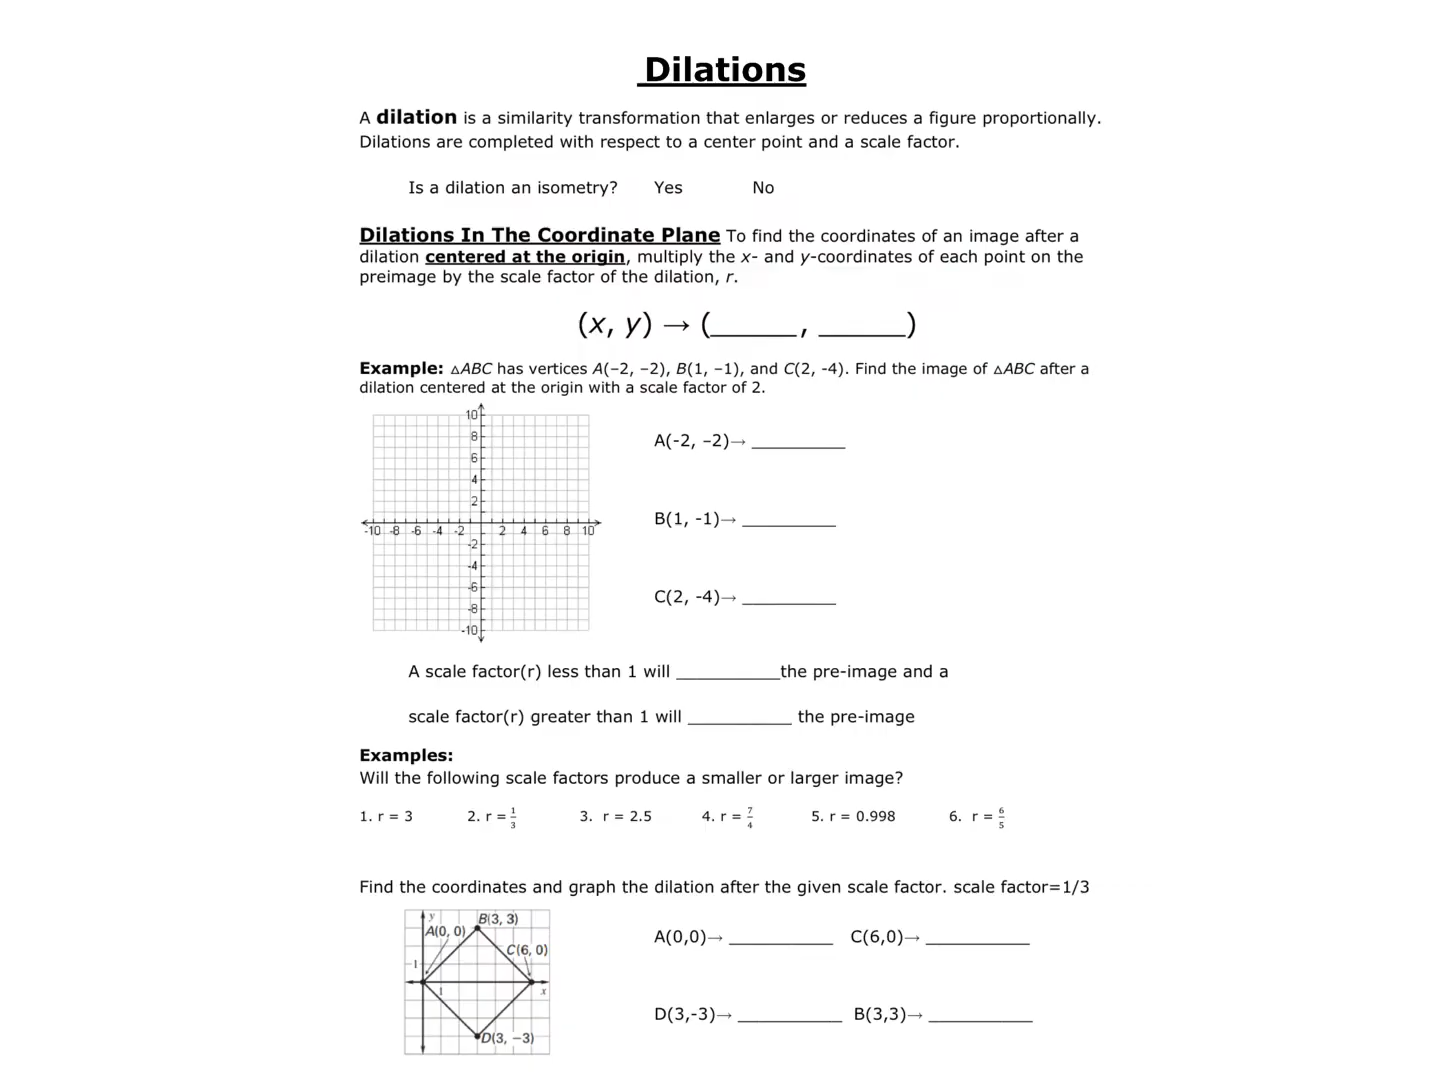 Dilations
A dilation is a similarity transformation that enlarges or reduces a figure proportionally.
Dilations are completed with respect to a center point and a scale factor.
Is a dilation an isometry? Yes No
Dilations In The Coordinate Plane To find the coordinates of an image after a
dilation centered at the origin, multiply the x- and y-coordinates of each point on the
preimage by the scale factor of the dilation, r.
(x, y) → (______, ______)
Example: △ABC has vertices A(−2, −2), B(1, −1), and C(2, -4). Find the image of △ABC after a
dilation centered at the origin with a scale factor of 2.
10
8
6
4
2
-10 -8 -6 -4 -2 2 4 6 8 10
-2
-4
-6
-8
-10
A(-2, −2)→ _________
B(1, -1)→ _________
C(2, -4)→ _________
A scale factor(r) less than 1 will __________the pre-image and a
scale factor(r) greater than 1 will __________ the pre-image
Examples:
Will the following scale factors produce a smaller or larger image?
1. r = 3 2. r = 1/3 3. r = 2.5 4. r = 7/4 5. r = 0.998 6. r = 6/5
Find the coordinates and graph the dilation after the given scale factor. scale factor=1/3
y
B(3, 3)
A(0, 0)
C(6, 0)
1
1
x
D(3, −3)
A(0,0)→ __________ C(6,0)→ __________
D(3,-3)→ __________ B(3,3)→ __________